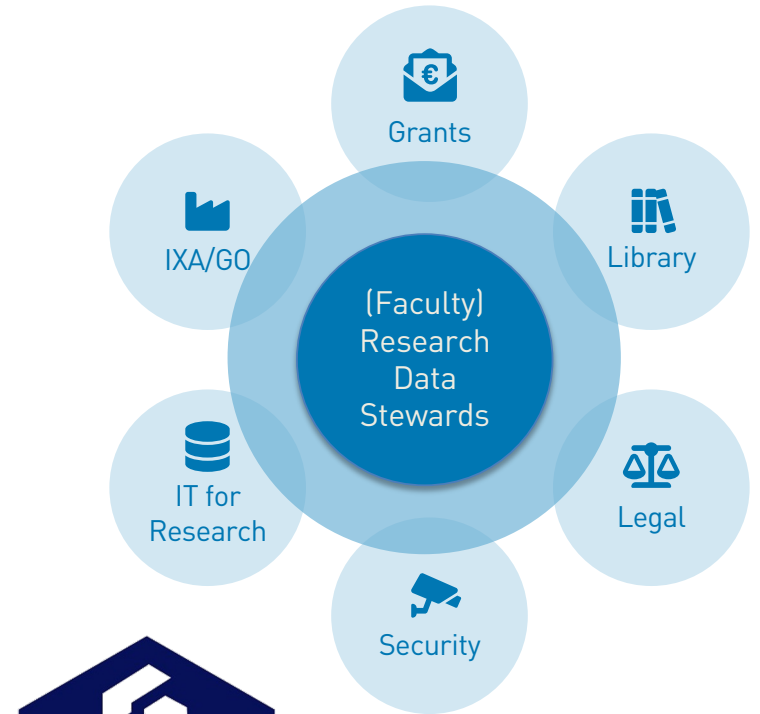 €
Grants
IXA/GO
Library
(Faculty)
Research
Data
Stewards
IT for
Research
Legal
Security